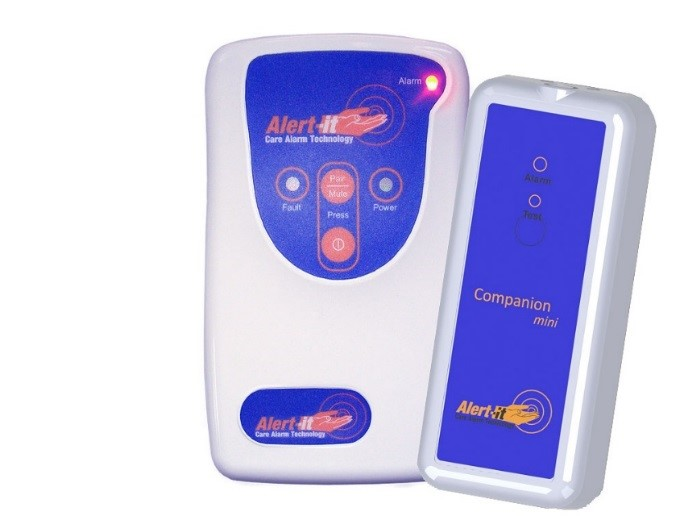 Alarm
Alert-it
Care Alarm Technology
Fault
Pair
Mute
Press
Power
Alert-it
Care Alarm Technology
Alarm
Test
Companion
mini
Alert-it